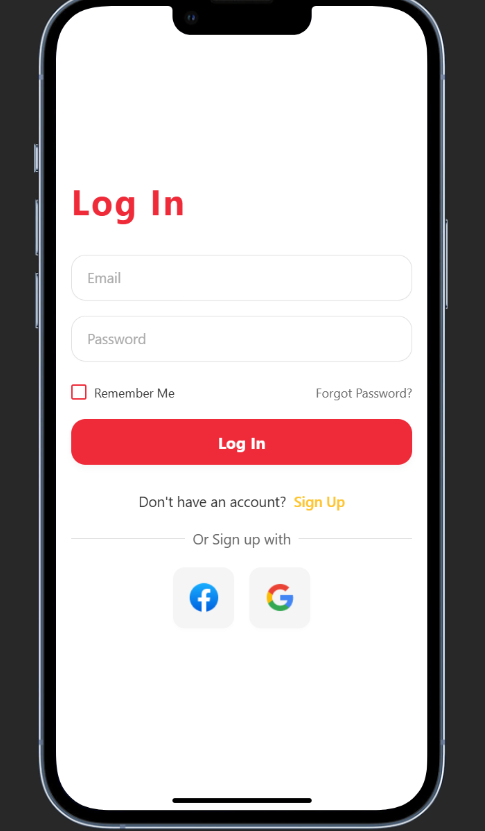 Log In
Email
Password
Remember Me Forgot Password?
Log In
Don't have an account? Sign Up
Or Sign up with